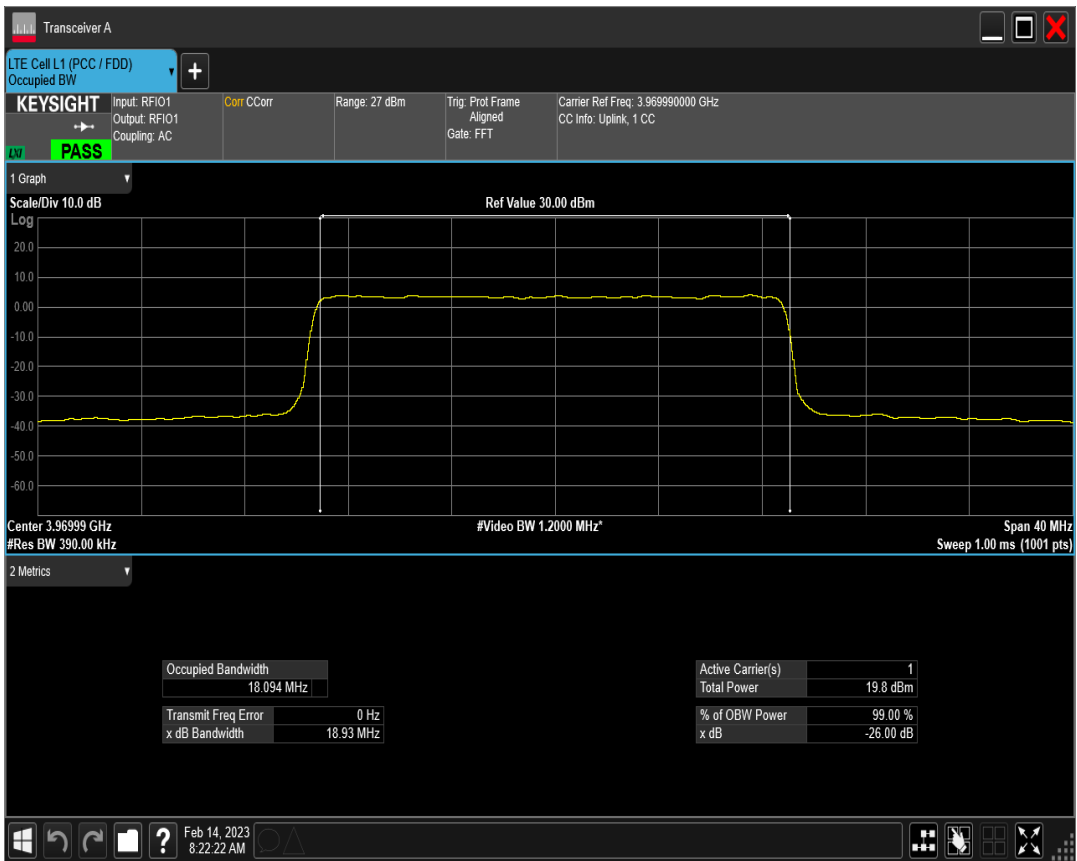 Transceiver A
LTE Cell L1 (PCC / FDD)
Occupied BW
+
KEYSIGHT
LXI
PASS
Input: RFIO1
Output: RFIO1
Coupling: AC
Corr CCorr
Range: 27 dBm
Trig: Prot Frame
Aligned
Gate: FFT
Carrier Ref Freq: 3.969990000 GHz
CC Info: Uplink, 1 CC
1 Graph
Scale/Div 10.0 dB
Ref Value 30.00 dBm
Log
20.0
10.0
0.00
-10.0
-20.0
-30.0
-40.0
-50.0
-60.0
Center 3.96999 GHz
#Video BW 1.2000 MHz*
Span 40 MHz
#Res BW 390.00 kHz
Sweep 1.00 ms (1001 pts)
2 Metrics
Occupied Bandwidth
18.094 MHz
Transmit Freq Error 0 Hz
x dB Bandwidth 18.93 MHz
Active Carrier(s) 1
Total Power 19.8 dBm
% of OBW Power 99.00 %
x dB -26.00 dB
?
Feb 14, 2023
8:22:22 AM